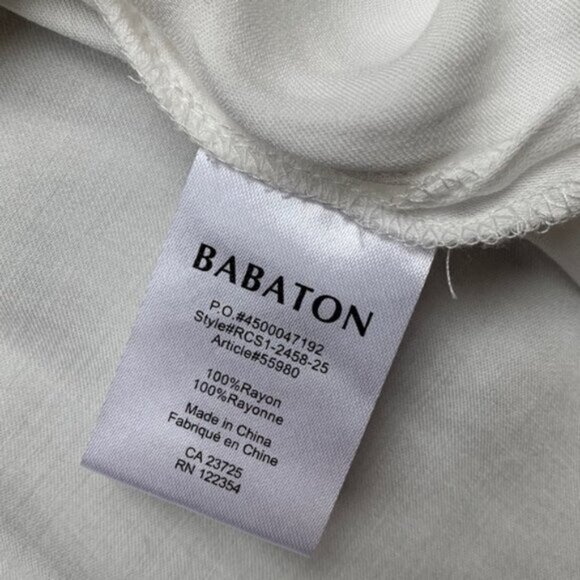 BABATON
P.O.#4500047192
Style#RCS1-2458-25
Article#55980
100%Rayon
100%Rayonne
Made in China
Fabriqué en Chine
CA 23725
RN 122354